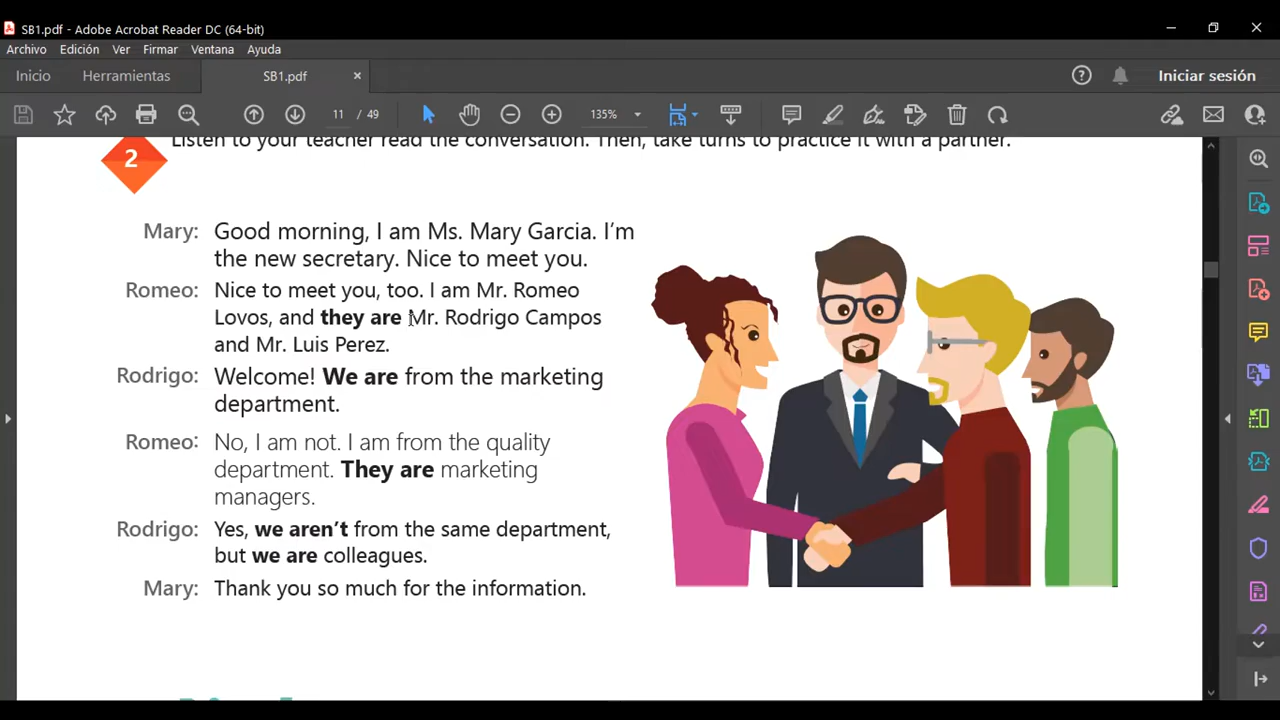 SB1.pdf - Adobe Acrobat Reader DC (64-bit)
Archivo Edición Ver Firmar Ventana Ayuda
Inicio Herramientas SB1.pdf × Iniciar sesión
11 / 49 135%
2 Listen to your teacher read the conversation. Then, take turns to practice it with a partner.
Mary: Good morning, I am Ms. Mary Garcia. I'm
the new secretary. Nice to meet you.
Romeo: Nice to meet you, too. I am Mr. Romeo
Lovos, and they are Mr. Rodrigo Campos
and Mr. Luis Perez.
Rodrigo: Welcome! We are from the marketing
department.
Romeo: No, I am not. I am from the quality
department. They are marketing
managers.
Rodrigo: Yes, we aren't from the same department,
but we are colleagues.
Mary: Thank you so much for the information.